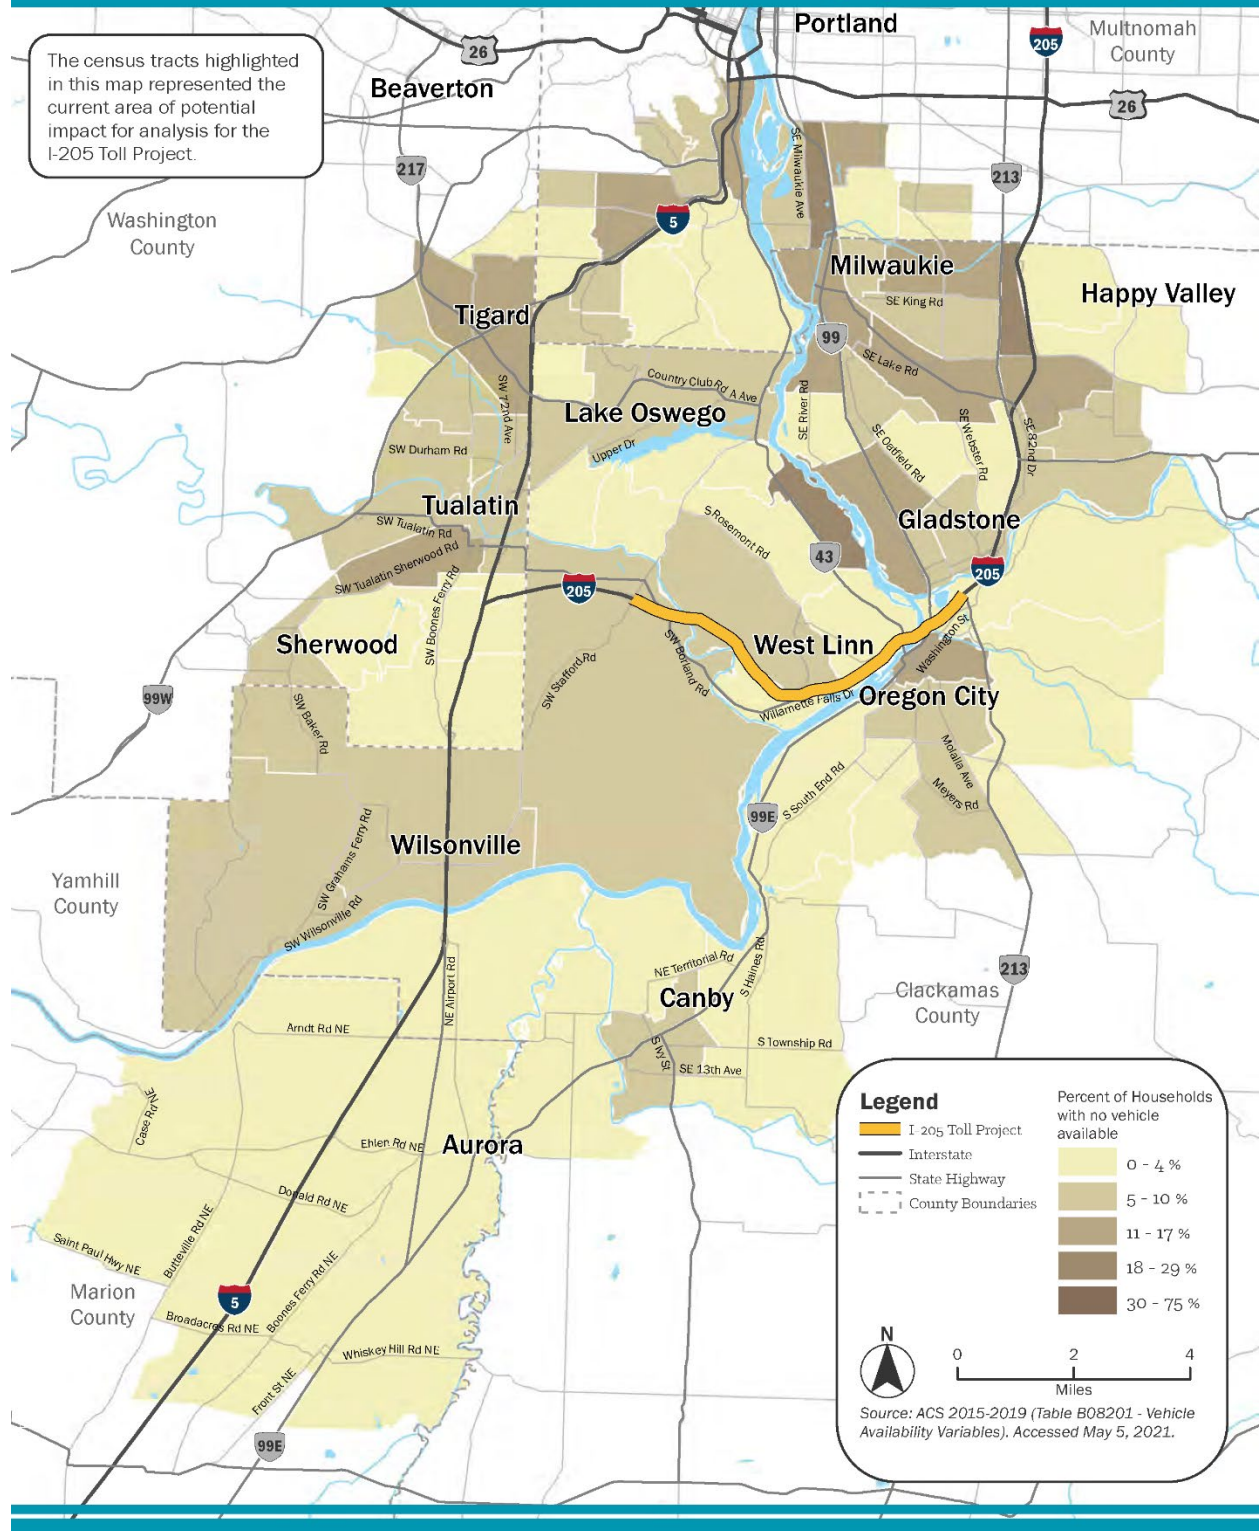 Portland
Multnomah
County
205
26
The census tracts highlighted
in this map represented the
current area of potential
impact for analysis for the
I-205 Toll Project.
Beaverton
26
217
SE Milwaukie Ave
213
Washington
County
5
Milwaukie
Happy Valley
SE King Rd
Tigard
99
SE Lake Rd
Country Club Rd
A Ave
SW 72nd Ave
Lake Oswego
SE River Rd
SE Oatfield Rd
SE Webster Rd
SE 82nd Dr
Upper Dr
SW Durham Rd
Tualatin
SW Tualatin Rd
S Rosemont Rd
Gladstone
43
SW Tualatin Sherwood Rd
205
205
SW Boones Ferry Rd
Sherwood
SW Stafford Rd
SW Borland Rd
West Linn
Washington St
99W
Willamette Falls Dr
Oregon City
SW Baker Rd
Molalla Ave
Meyers Rd
S South End Rd
99E
SW Grahams Ferry Rd
Wilsonville
Yamhill
County
SW Wilsonville Rd
NE Territorial Rd
S Haines Rd
213
NE Airport Rd
Canby
Clackamas
County
Arndt Rd NE
S Ivy St
S Township Rd
SE 13th Ave
Case Rd NE
Ehlen Rd NE
Aurora
Donald Rd NE
Butteville Rd NE
Saint Paul Hwy NE
Boones Ferry Rd NE
Marion
County
5
Broadacres Rd NE
Whiskey Hill Rd NE
Front St NE
99E
Legend
I-205 Toll Project
Interstate
State Highway
County Boundaries
Percent of Households
with no vehicle
available
0 - 4 %
5 - 10 %
11 - 17 %
18 - 29 %
30 - 75 %
N
0 2 4
Miles
Source: ACS 2015-2019 (Table B08201 - Vehicle
Availability Variables). Accessed May 5, 2021.